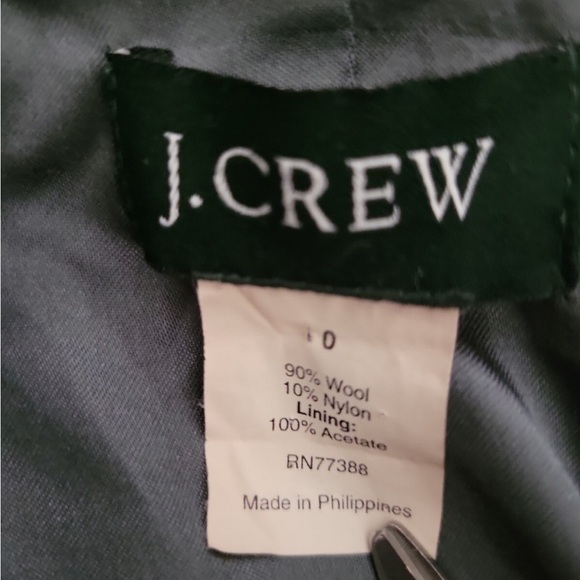 J.CREW
0
90% Wool
10% Nylon
Lining:
100% Acetate
RN77388
Made in Philippines